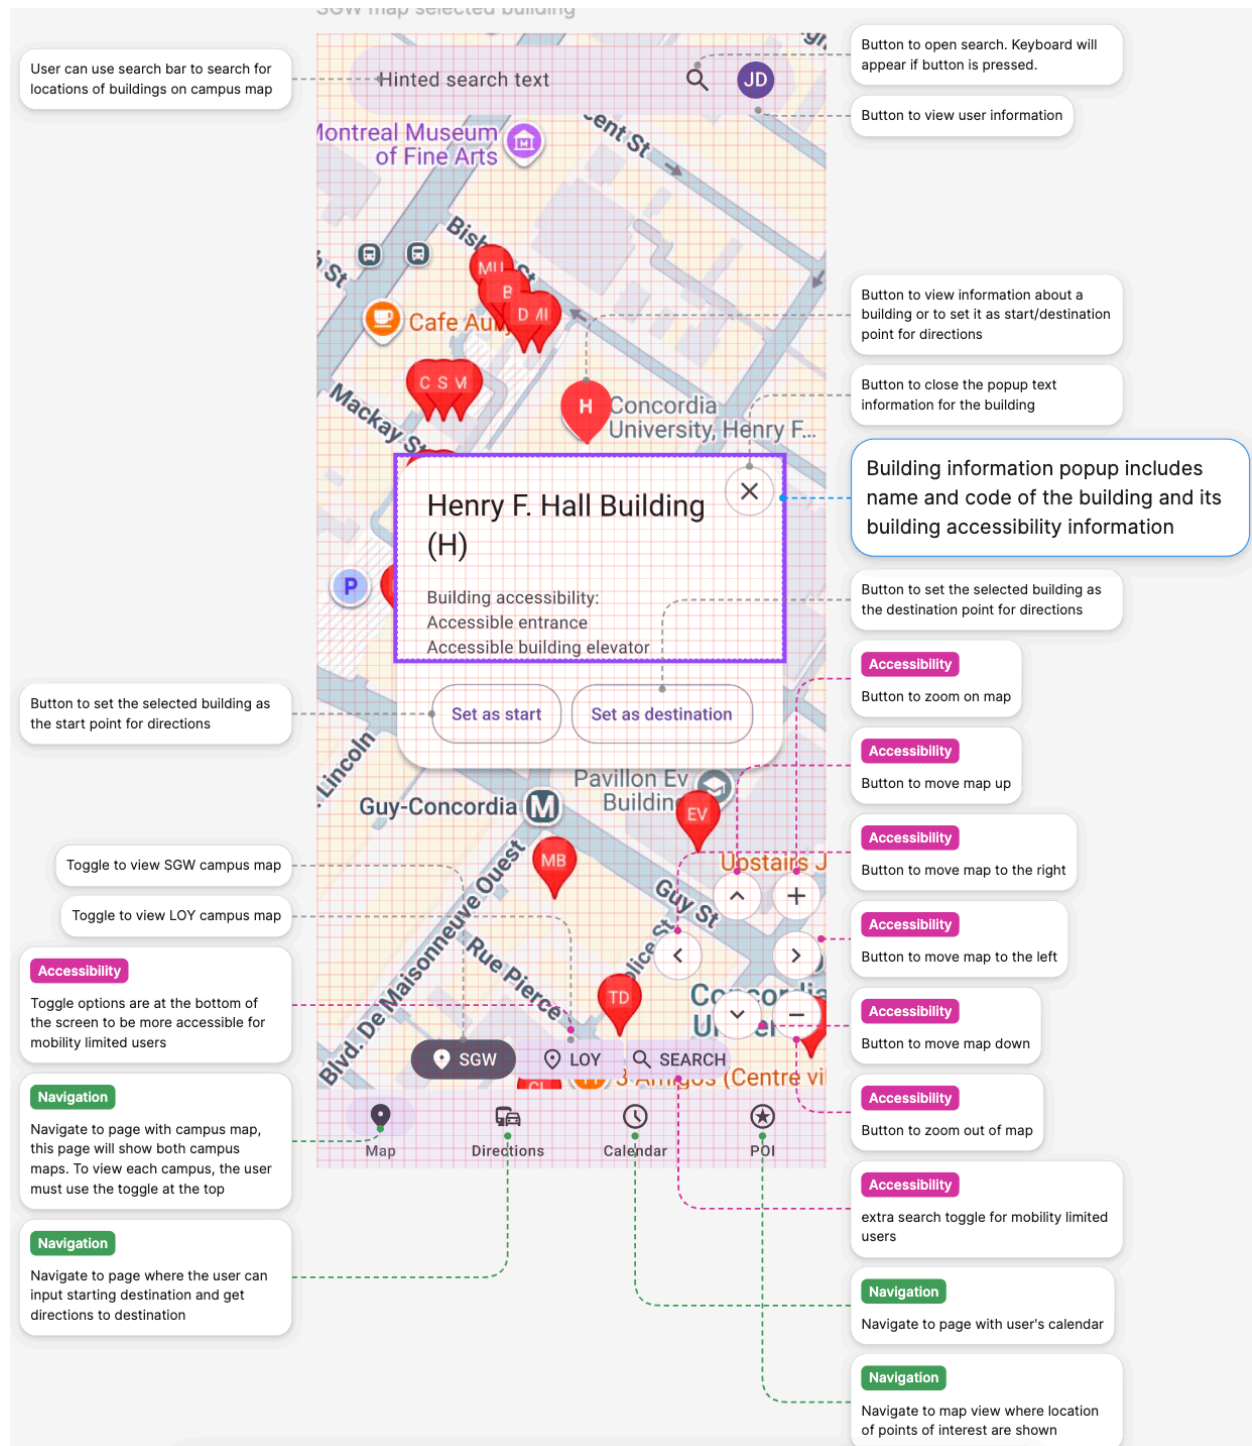 SGW map selected building
User can use search bar to search for
locations of buildings on campus map
Hinted search text
JD
Button to open search. Keyboard will
appear if button is pressed.
Button to view user information
Montreal Museum
of Fine Arts
cent St
Bishop St
h St
MU
B
D
Cafe Au
C S M
Mackay St
H
Concordia
University, Henry F...
Button to view information about a
building or to set it as start/destination
point for directions
Button to close the popup text
information for the building
Building information popup includes
name and code of the building and its
building accessibility information
Henry F. Hall Building
(H)
P
Building accessibility:
Accessible entrance
Accessible building elevator
Button to set the selected building as
the destination point for directions
Button to set the selected building as
the start point for directions
Set as start
Set as destination
Accessibility
Button to zoom on map
Accessibility
Button to move map up
Lincoln
Pavillon Ev
Building
Guy-Concordia
M
EV
MB
Upstairs J
Accessibility
Button to move map to the right
Toggle to view SGW campus map
Toggle to view LOY campus map
Guy St
Blvd. De Maisonneuve Ouest
Rue Pierce
olice St
TD
Concordia
Accessibility
Button to move map to the left
Accessibility
Toggle options are at the bottom of
the screen to be more accessible for
mobility limited users
Accessibility
Button to move map down
SGW
LOY
SEARCH
3 Amigos (Centre vi
Accessibility
Button to zoom out of map
Navigation
Navigate to page with campus map,
this page will show both campus
maps. To view each campus, the user
must use the toggle at the top
Map
Directions
Calendar
POI
Accessibility
extra search toggle for mobility limited
users
Navigation
Navigate to page where the user can
input starting destination and get
directions to destination
Navigation
Navigate to page with user's calendar
Navigation
Navigate to map view where location
of points of interest are shown